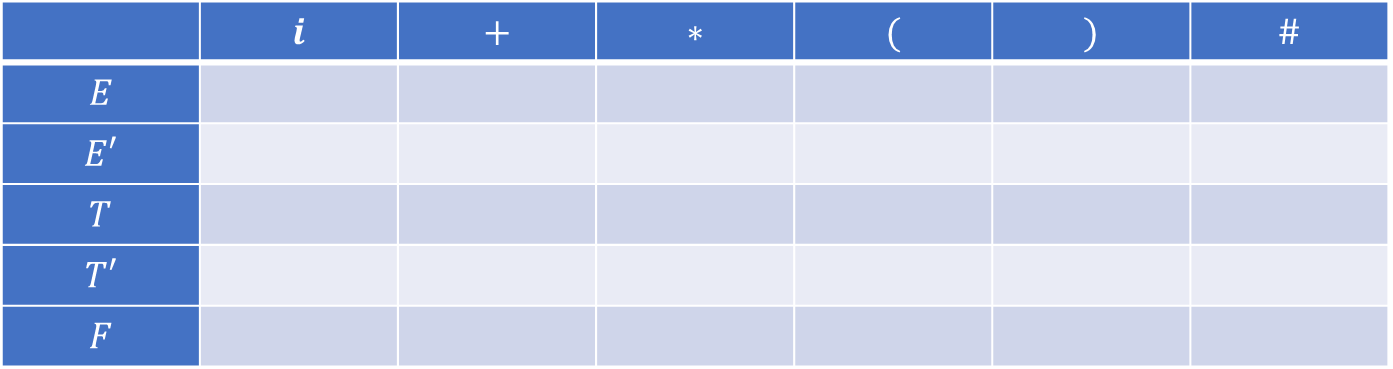 i + * ( ) #
E
E′
T
T′
F